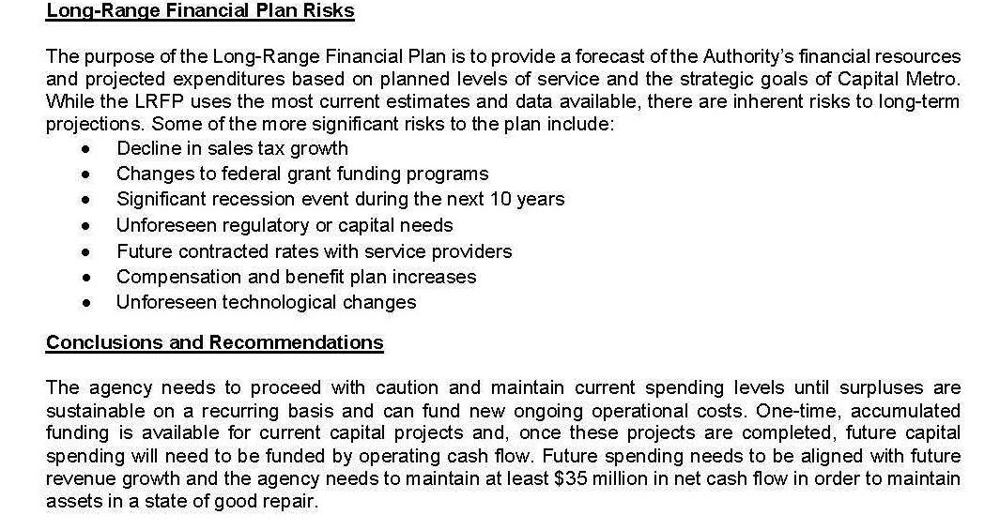 Long-Range Financial Plan Risks
The purpose of the Long-Range Financial Plan is to provide a forecast of the Authority's financial resources
and projected expenditures based on planned levels of service and the strategic goals of Capital Metro.
While the LRFP uses the most current estimates and data available, there are inherent risks to long-term
projections. Some of the more significant risks to the plan include:
• Decline in sales tax growth
• Changes to federal grant funding programs
• Significant recession event during the next 10 years
• Unforeseen regulatory or capital needs
• Future contracted rates with service providers
• Compensation and benefit plan increases
• Unforeseen technological changes
Conclusions and Recommendations
The agency needs to proceed with caution and maintain current spending levels until surpluses are
sustainable on a recurring basis and can fund new ongoing operational costs. One-time, accumulated
funding is available for current capital projects and, once these projects are completed, future capital
spending will need to be funded by operating cash flow. Future spending needs to be aligned with future
revenue growth and the agency needs to maintain at least $35 million in net cash flow in order to maintain
assets in a state of good repair.